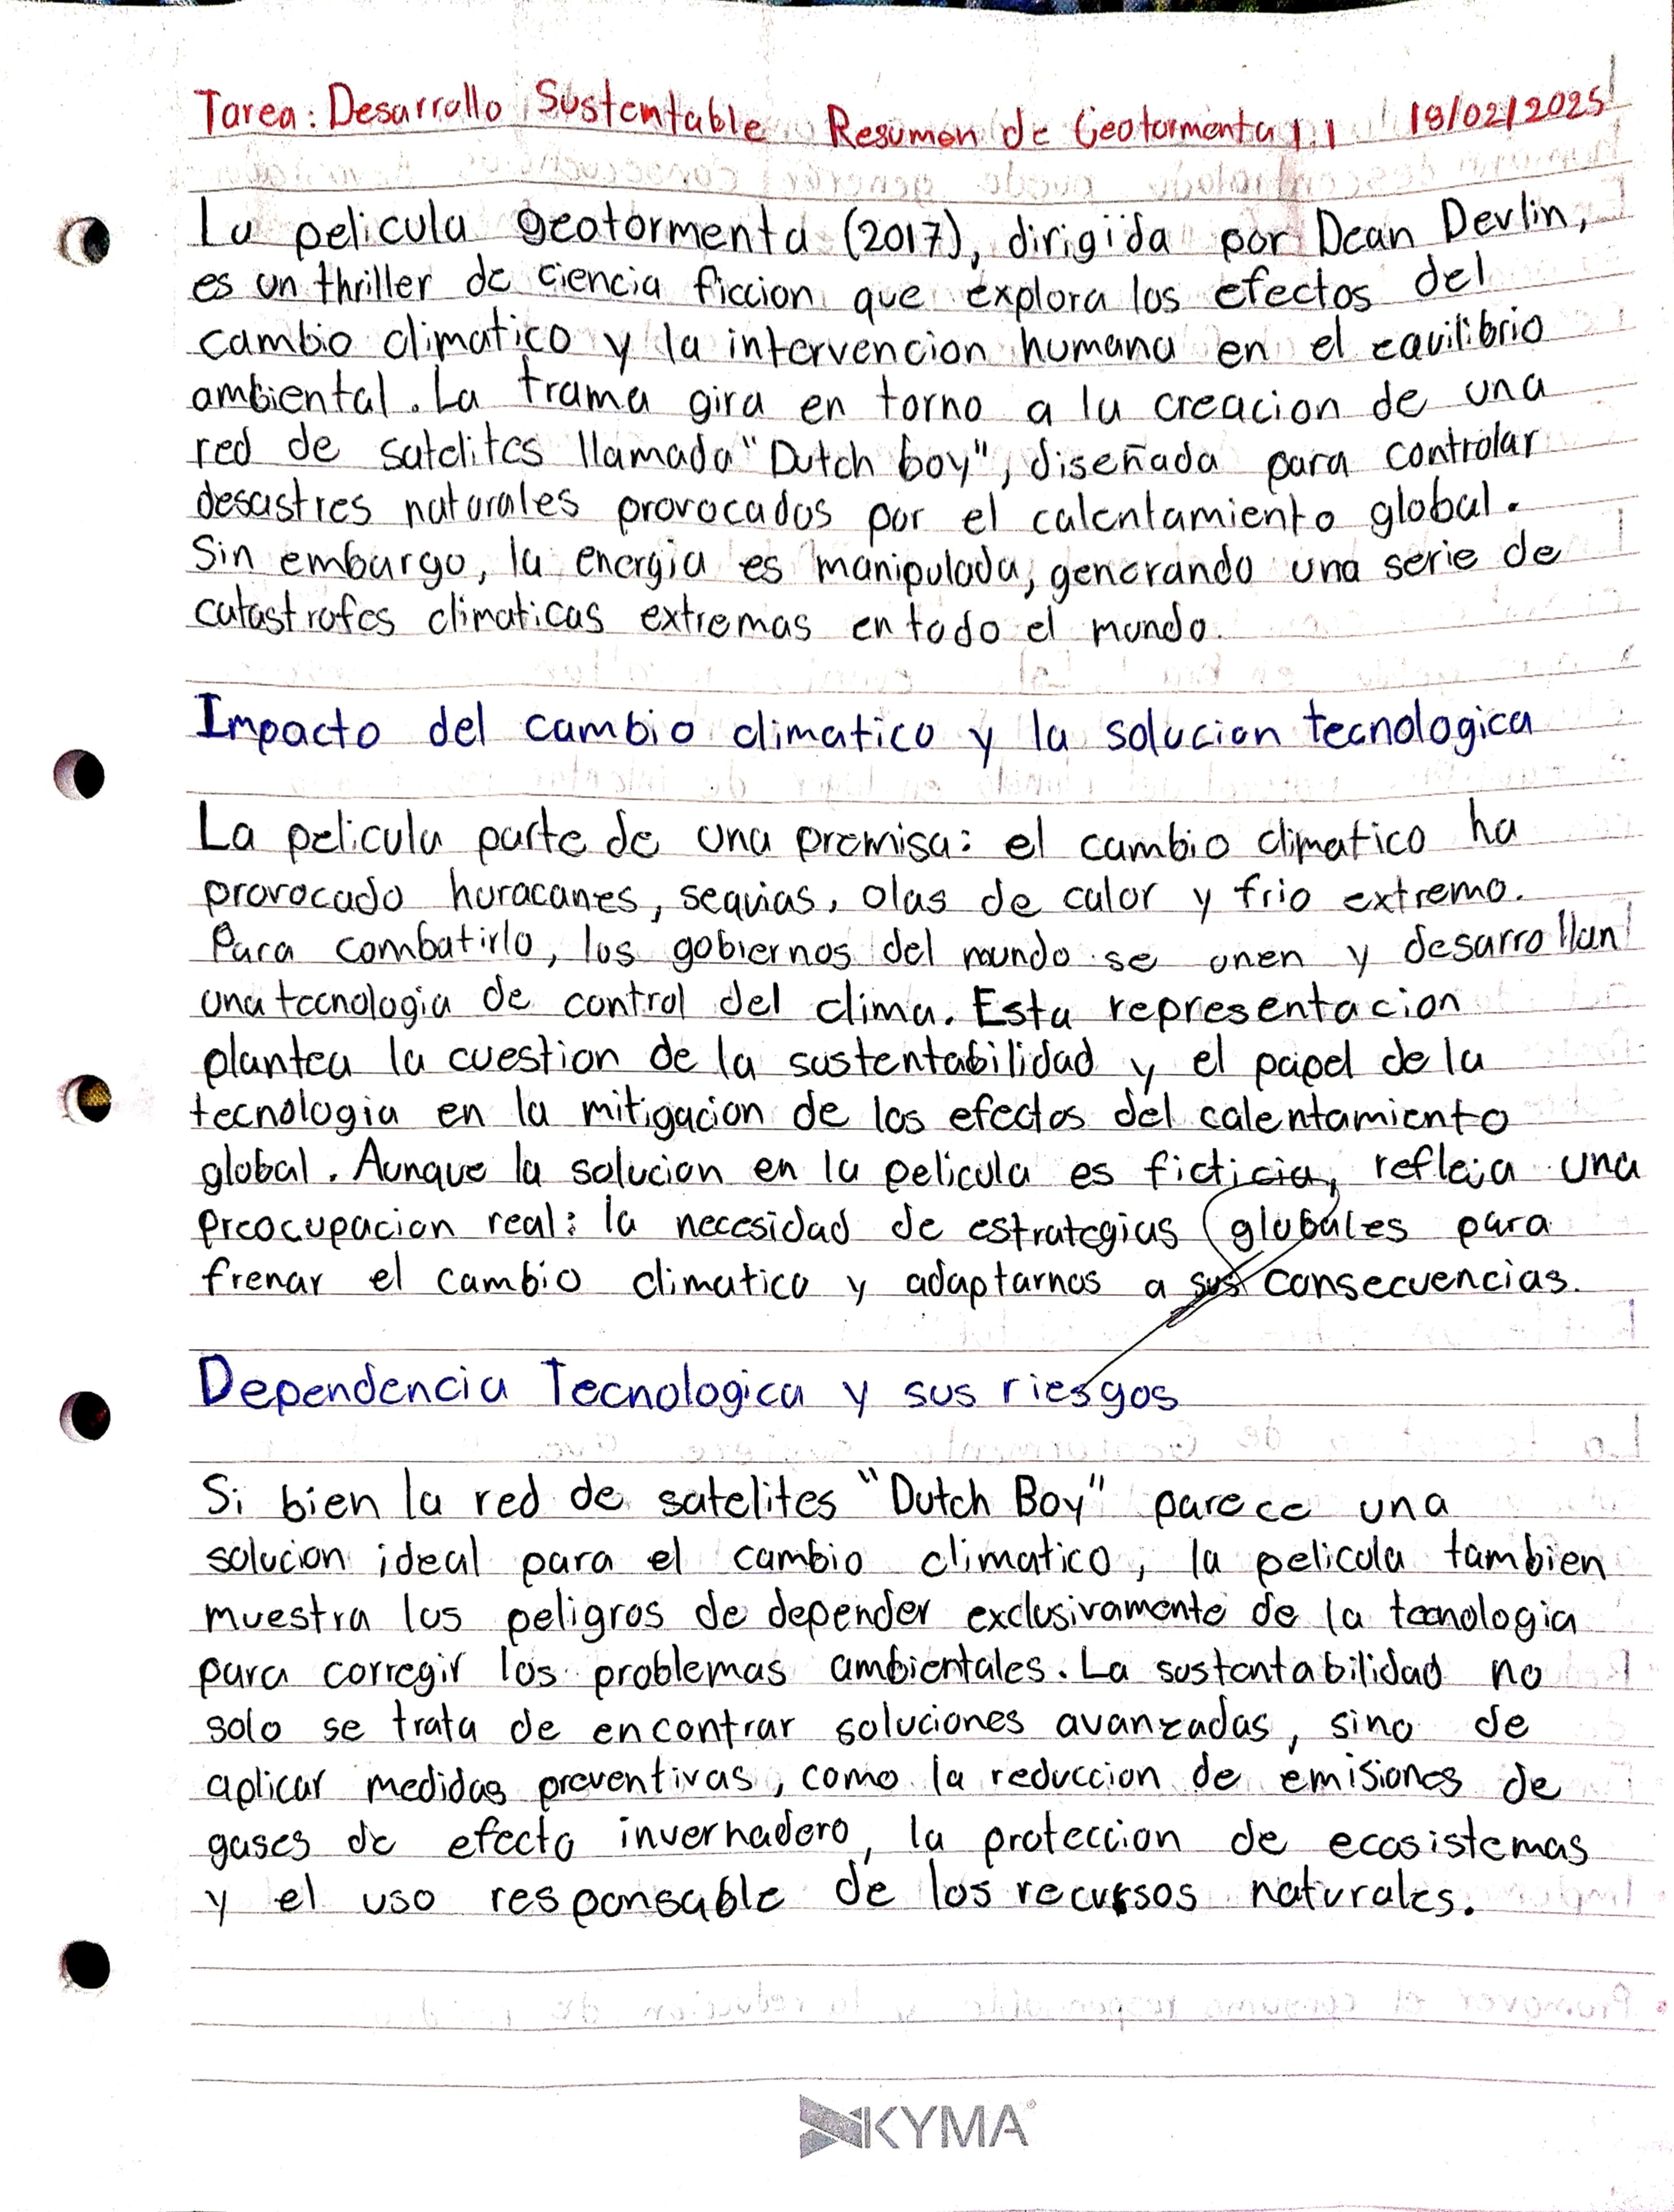 Tarea: Desarrollo Sustentable Resumen de Geotormenta 1.1 19/02/2025
La pelicula geotormenta (2017), dirigida por Dean Devlin,
es un thriller de ciencia ficcion que explora los efectos del
cambio climatico y la intervencion humana en el equilibrio
ambiental. La trama gira en torno a la creacion de una
red de satelites llamada "Dutch boy", diseñada para controlar
desastres naturales provocados por el calentamiento global.
Sin embargo, la energia es manipulada, generando una serie de
catastrofes climaticas extremas en todo el mundo.
Impacto del cambio climatico y la solucion tecnologica
La pelicula parte de una premisa: el cambio climatico ha
provocado huracanes, sequias, olas de calor y frio extremo.
Para combatirlo, los gobiernos del mundo se unen y desarrollan
una tecnologia de control del clima. Esta representacion
plantea la cuestion de la sustentabilidad y el papel de la
tecnologia en la mitigacion de los efectos del calentamiento
global. Aunque la solucion en la pelicula es ficticia, refleja una
preocupacion real: la necesidad de estrategias globales para
frenar el cambio climatico y adaptarnos a sus consecuencias.
Dependencia Tecnologica y sus riesgos
Si bien la red de satelites "Dutch Boy" parece una
solucion ideal para el cambio climatico, la pelicula tambien
muestra los peligros de depender exclusivamente de la tecnologia
para corregir los problemas ambientales. La sustentabilidad no
solo se trata de encontrar soluciones avanzadas, sino de
aplicar medidas preventivas, como la reduccion de emisiones de
gases de efecto invernadero, la proteccion de ecosistemas
y el uso responsable de los recursos naturales.
KYMA